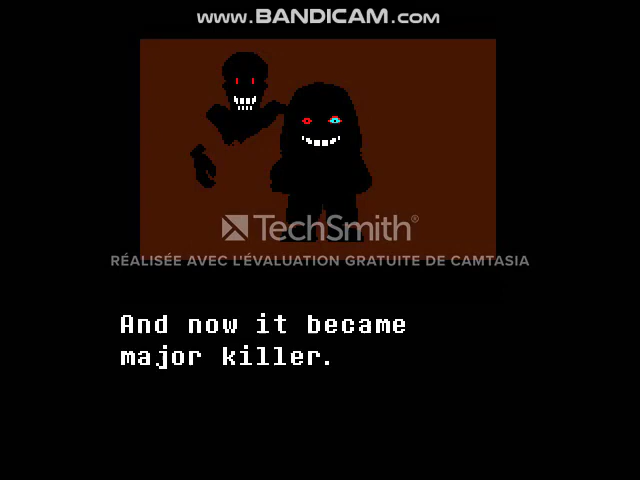 www.BANDICAM.com
TechSmith®
RÉALISÉE AVEC L'ÉVALUATION GRATUITE DE CAMTASIA
And now it became
major killer.